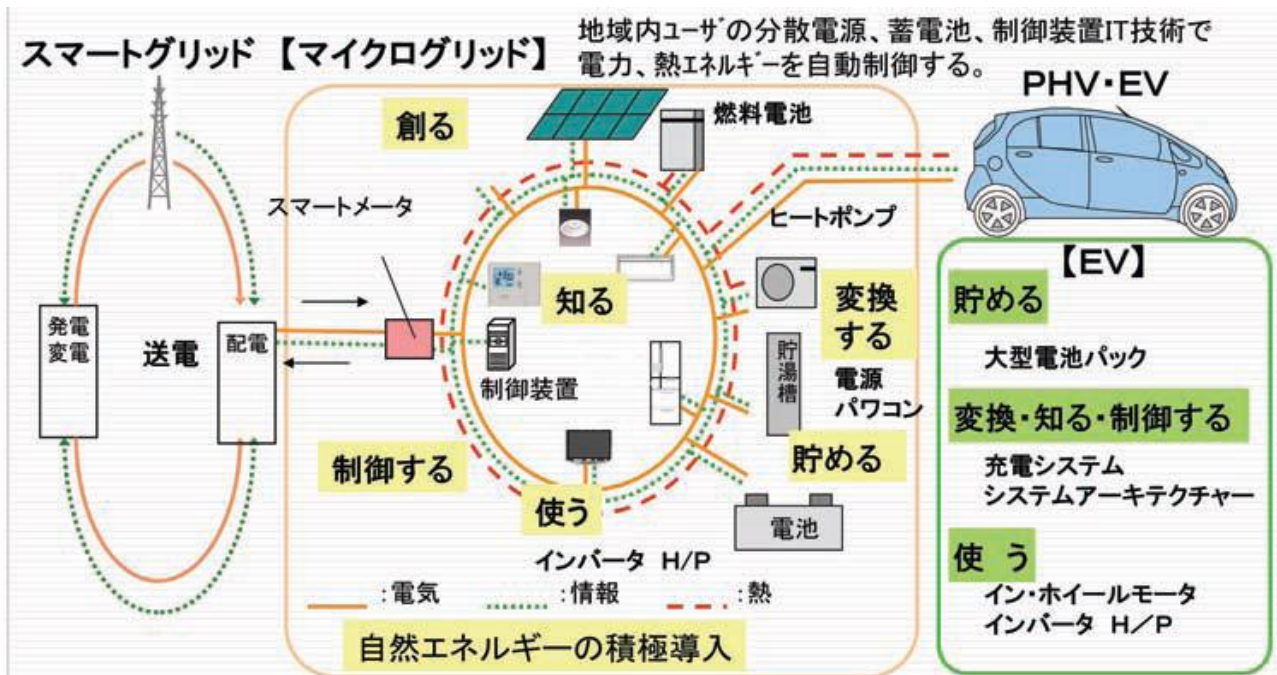 スマートグリッド
【マイクログリッド】
地域内ユーザの分散電源、蓄電池、制御装置IT技術で
電力、熱エネルギーを自動制御する。
PHV・EV
創る
燃料電池
スマートメータ
ヒートポンプ
知る
変換
する
発電
変電
送電
配電
制御装置
貯湯槽
電源
パワコン
制御する
貯める
使う
電池
インバータ H/P
:電気
:情報
:熱
自然エネルギーの積極導入
【EV】
貯める
大型電池パック
変換・知る・制御する
充電システム
システムアーキテクチャー
使 う
イン・ホイールモータ
インバータ H/P